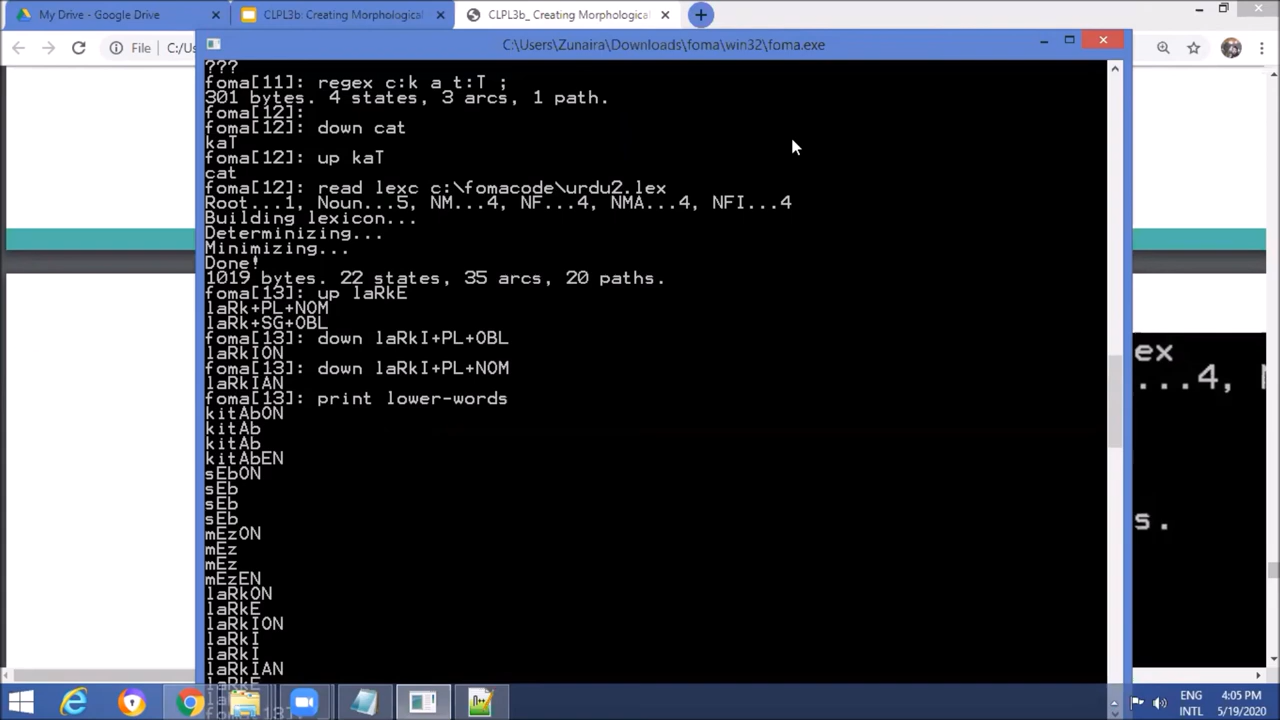 My Drive - Google Drive
CLPL3b: Creating Morphological
CLPL3b_ Creating Morphological
File
C:/Us
C:\Users\Zunaira\Downloads\foma\win32\foma.exe
???
foma[11]: regex c:k a t:T ;
301 bytes. 4 states, 3 arcs, 1 path.
foma[12]:
foma[12]: down cat
kaT
foma[12]: up kaT
cat
foma[12]: read lexc c:\fomacode\urdu2.lex
Root...1, Noun...5, NM...4, NF...4, NMA...4, NFI...4
Building lexicon...
Determinizing...
Minimizing...
Done!
1019 bytes. 22 states, 35 arcs, 20 paths.
foma[13]: up laRkE
laRk+PL+NOM
laRk+SG+OBL
foma[13]: down laRkI+PL+OBL
laRkION
foma[13]: down laRkI+PL+NOM
laRkIAN
foma[13]: print lower-words
kitAbON
kitAb
kitAb
kitAbEN
sEbON
sEb
sEb
sEb
mEzON
mEz
mEz
mEzEN
laRkON
laRkE
laRkION
laRkI
laRkI
laRkIAN
laRkE
ex
...4,
s.
ENG
INTL
4:05 PM
5/19/2020